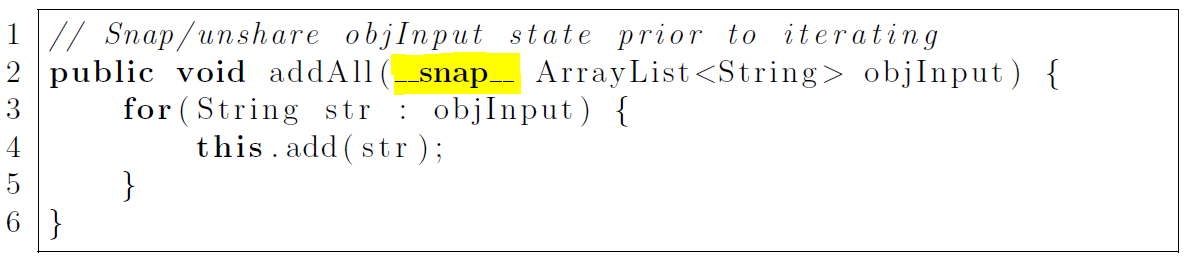 1 // Snap/unshare objInput state prior to iterating
2 public void addAll(__snap__ ArrayList<String> objInput) {
3 for(String str : objInput) {
4 this.add(str);
5 }
6 }